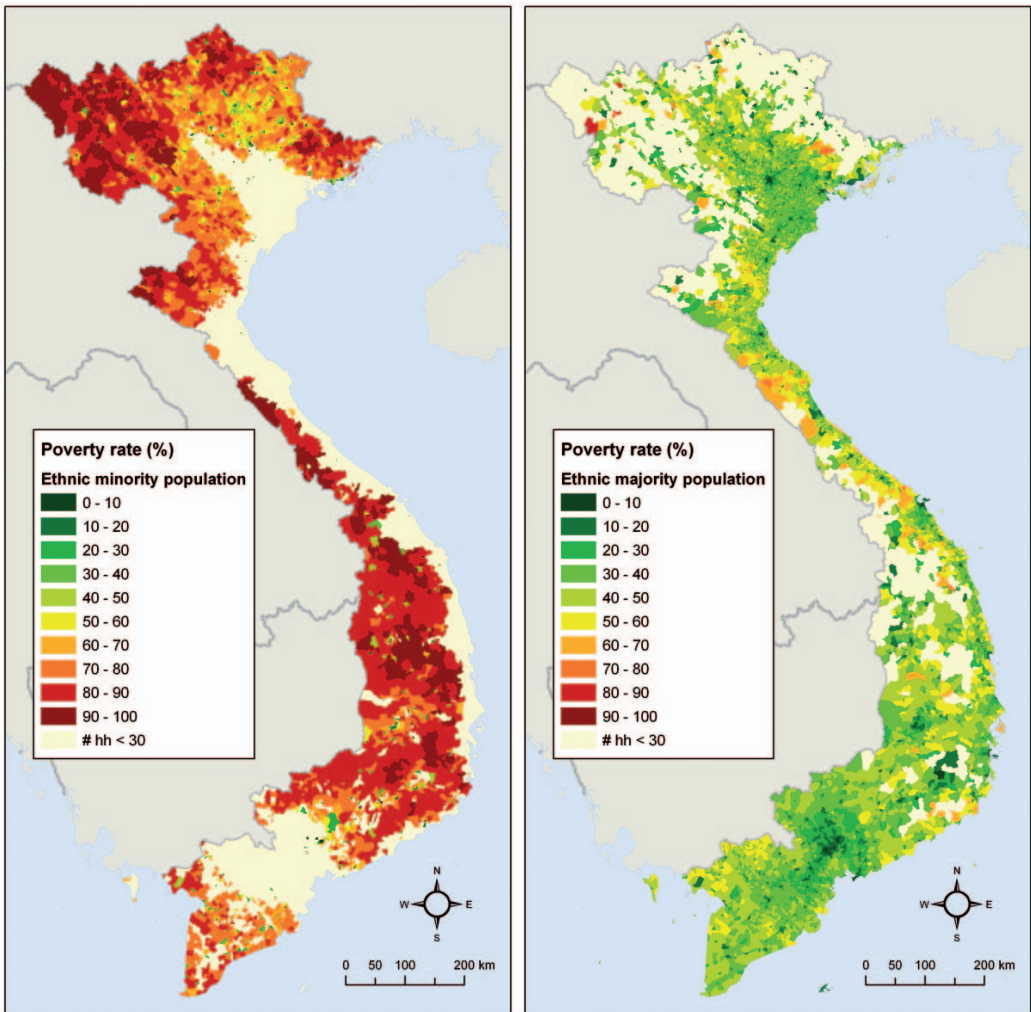 Poverty rate (%)
Ethnic minority population
0 - 10
10 - 20
20 - 30
30 - 40
40 - 50
50 - 60
60 - 70
70 - 80
80 - 90
90 - 100
# hh < 30
N
W E
S
0 50 100 200 km
Poverty rate (%)
Ethnic majority population
0 - 10
10 - 20
20 - 30
30 - 40
40 - 50
50 - 60
60 - 70
70 - 80
80 - 90
90 - 100
# hh < 30
N
W E
S
0 50 100 200 km